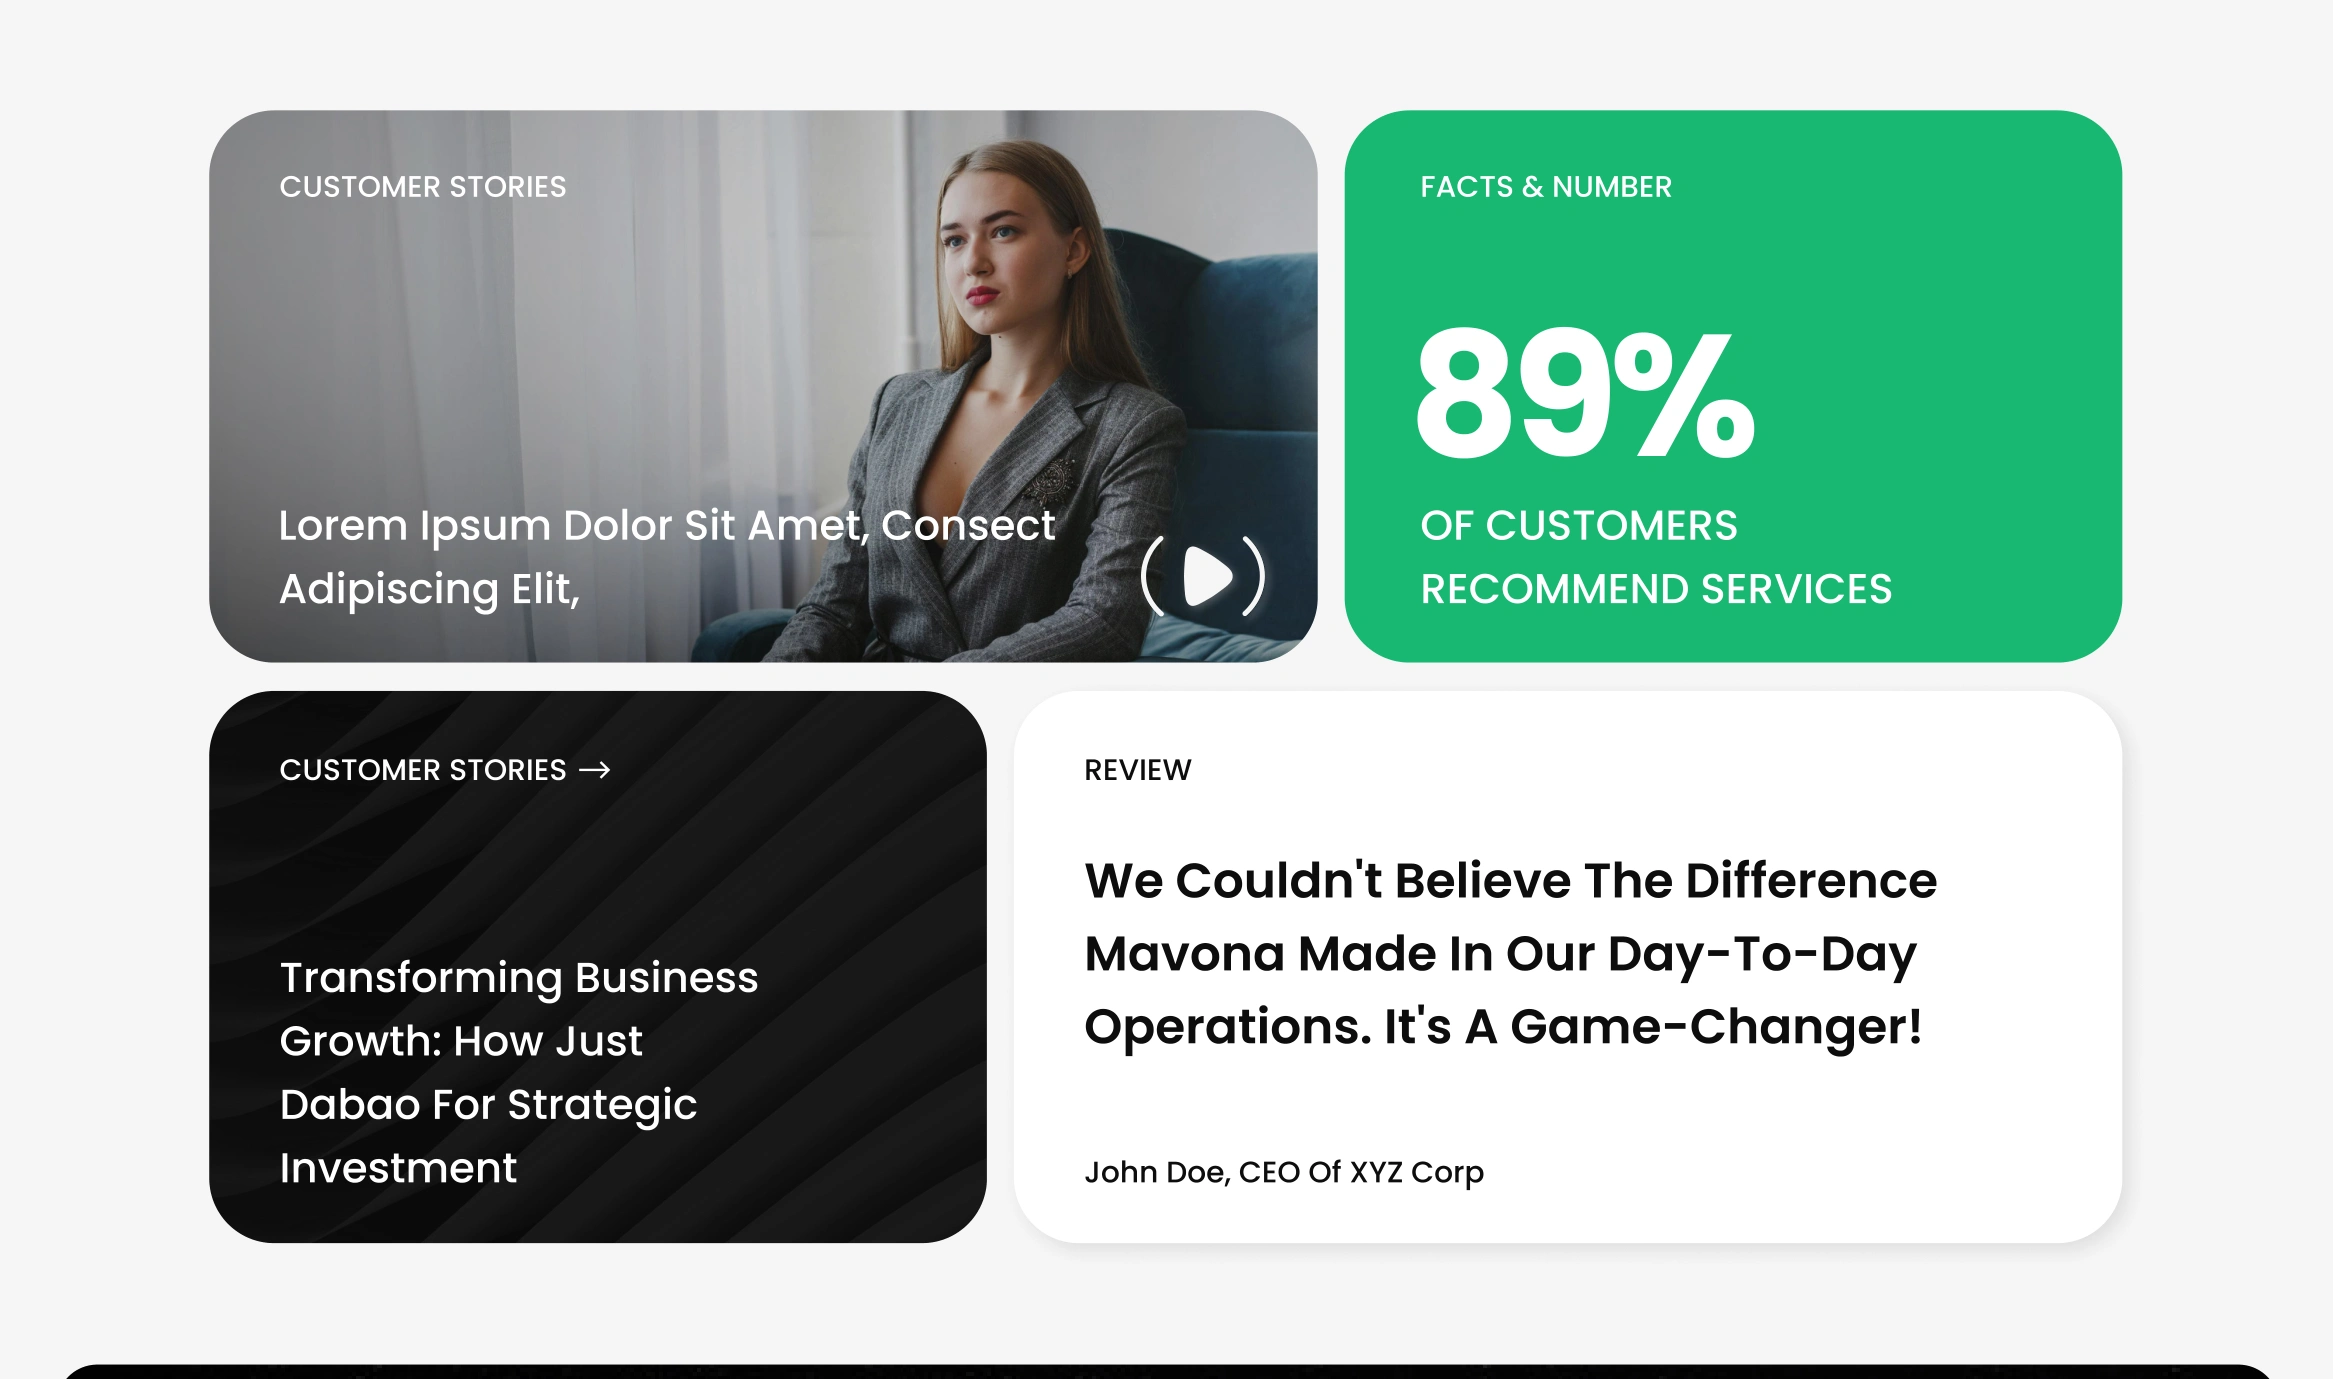 CUSTOMER STORIES
Lorem Ipsum Dolor Sit Amet, Consect
Adipiscing Elit,
FACTS & NUMBER
89%
OF CUSTOMERS
RECOMMEND SERVICES
CUSTOMER STORIES →
Transforming Business
Growth: How Just
Dabao For Strategic
Investment
REVIEW
We Couldn't Believe The Difference
Mavona Made In Our Day-To-Day
Operations. It's A Game-Changer!
John Doe, CEO Of XYZ Corp